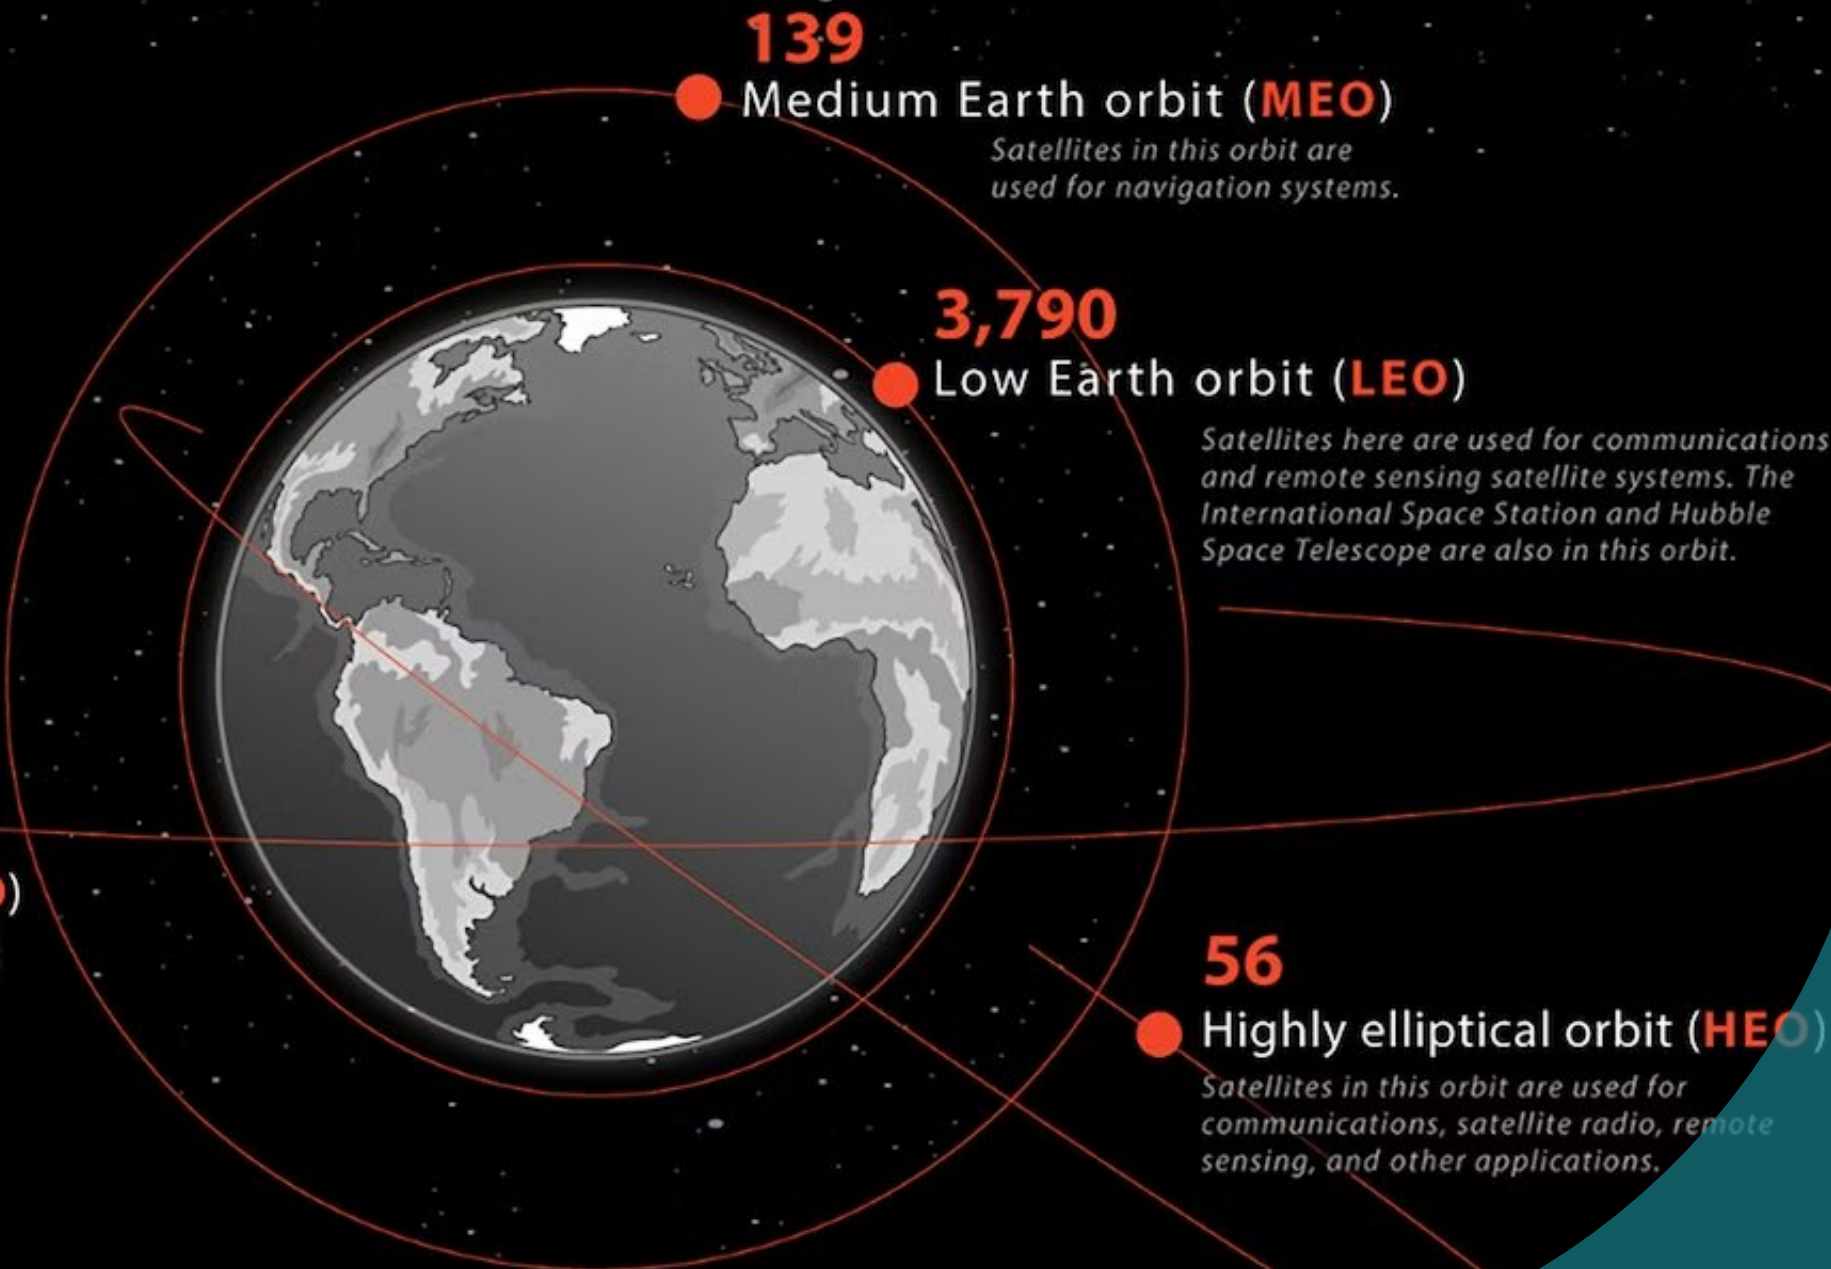 139
Medium Earth orbit (MEO)
Satellites in this orbit are
used for navigation systems.
3,790
Low Earth orbit (LEO)
Satellites here are used for communications
and remote sensing satellite systems. The
International Space Station and Hubble
Space Telescope are also in this orbit.
)
56
Highly elliptical orbit (HEO)
Satellites in this orbit are used for
communications, satellite radio, remote
sensing, and other applications.